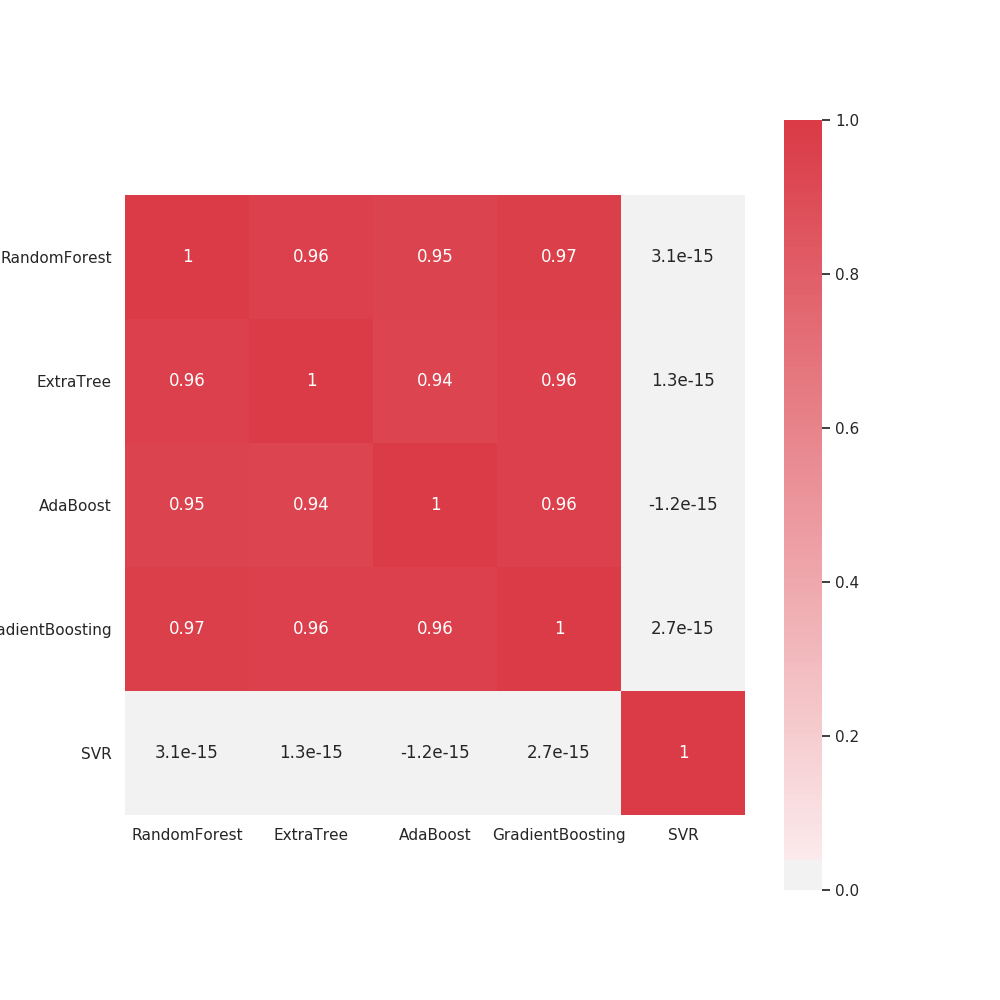 1.0
RandomForest 1 0.96 0.95 0.97 3.1e-15
0.8
ExtraTree 0.96 1 0.94 0.96 1.3e-15
0.6
AdaBoost 0.95 0.94 1 0.96 -1.2e-15
0.4
adientBoosting 0.97 0.96 0.96 1 2.7e-15
0.2
SVR 3.1e-15 1.3e-15 -1.2e-15 2.7e-15 1
RandomForest ExtraTree AdaBoost GradientBoosting SVR
0.0